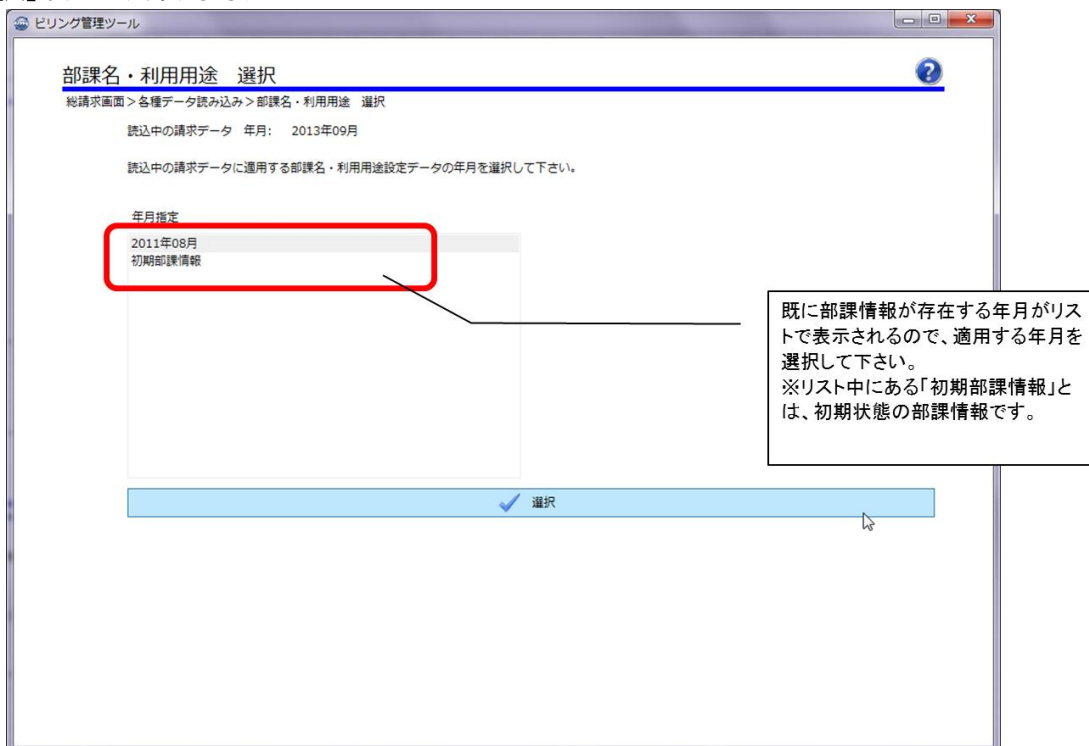 ビリング管理ツール
部課名・利用用途　選択
総請求画面＞各種データ読み込み＞部課名・利用用途　選択
読込中の請求データ　年月:　2013年09月
読込中の請求データに適用する部課名・利用用途設定データの年月を選択して下さい。
年月指定
2011年08月
初期部課情報
既に部課情報が存在する年月がリス
トで表示されるので、適用する年月を
選択して下さい。
※リスト中にある「初期部課情報」と
は、初期状態の部課情報です。
選択